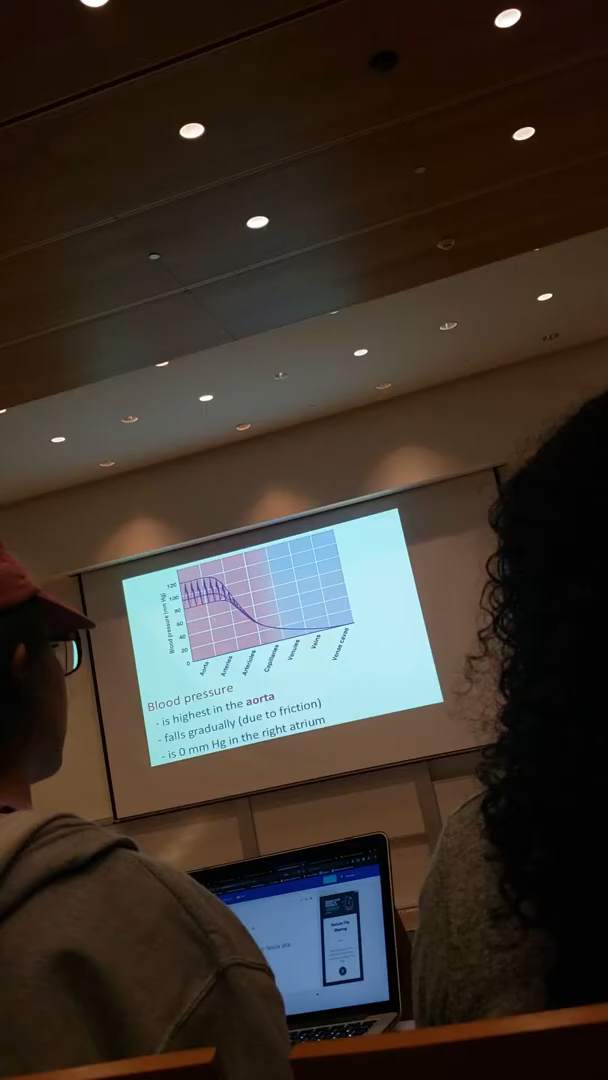 Blood pressure (mm Hg)
120
100
80
60
40
20
0
Aorta
Arteries
Arterioles
Capillaries
Venules
Veins
Venae cavae
Blood pressure
- is highest in the aorta
- falls gradually (due to friction)
- is 0 mm Hg in the right atrium